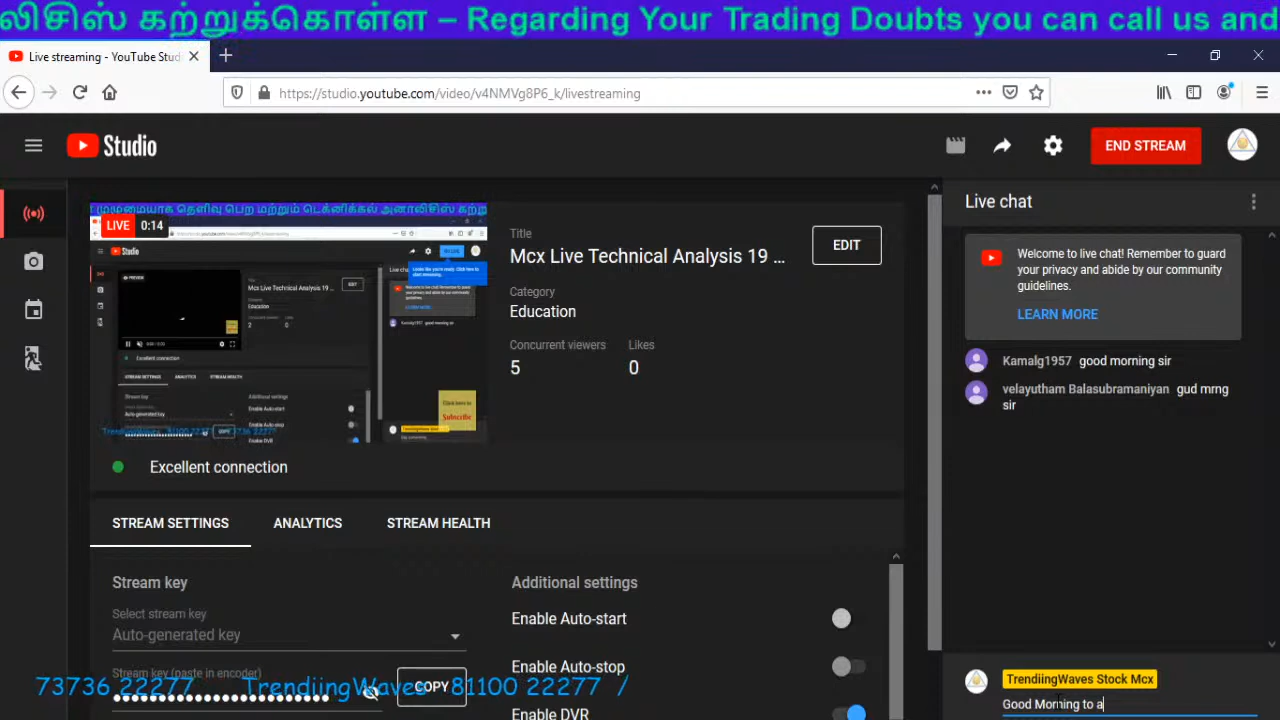 லிசிஸ் கற்றுக்கொள்ள – Regarding Your Trading Doubts you can call us and
Live streaming - YouTube Stud
https://studio.youtube.com/video/v4NMVg8P6_k/livestreaming
Studio
END STREAM
முழுமையாக தெளிவு பெற மற்றும் டெக்னிக்கல் அனாலிசிஸ் கற்று
LIVE 0:14
Title
Mcx Live Technical Analysis 19 ...
EDIT
Category
Education
Concurrent viewers
Likes
5
0
Excellent connection
STREAM SETTINGS
ANALYTICS
STREAM HEALTH
Stream key
Select stream key
Auto-generated key
Stream key (paste in encoder)
COPY
Additional settings
Enable Auto-start
Enable Auto-stop
Enable DVR
73736 22277 TrendiingWaves 81100 22277 /
Live chat
Welcome to live chat! Remember to guard
your privacy and abide by our community
guidelines.
LEARN MORE
Kamalg1957 good morning sir
velayutham Balasubramaniyan gud mrng
sir
TrendiingWaves Stock Mcx
Good Morning to a